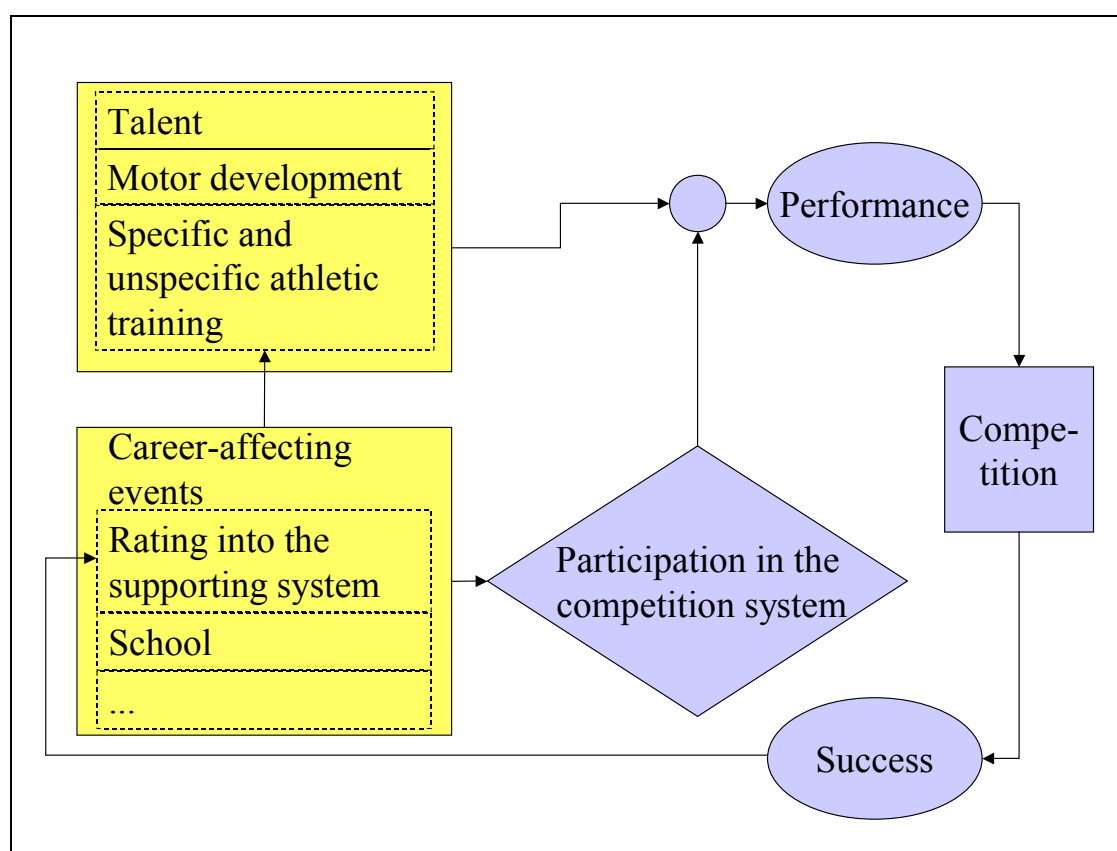 Talent
Motor development
Specific and
unspecific athletic
training
Performance
Compe-
tition
Career-affecting
events
Rating into the
supporting system
School
...
Participation in the
competition system
Success